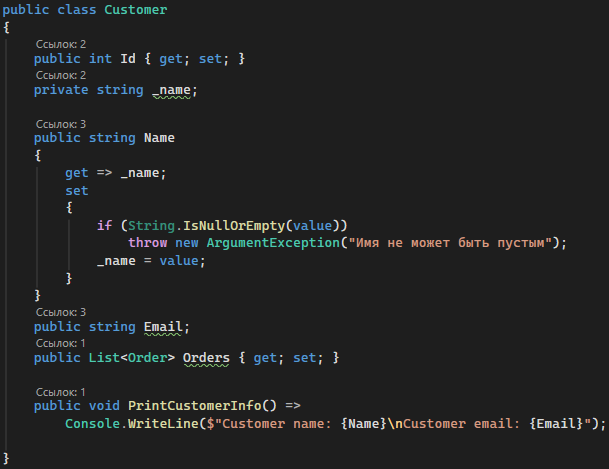 public class Customer
{
Ссылок: 2
public int Id { get; set; }
Ссылок: 2
private string _name;
Ссылок: 3
public string Name
{
get => _name;
set
{
if (String.IsNullOrEmpty(value))
throw new ArgumentException("Имя не может быть пустым");
_name = value;
}
}
Ссылок: 3
public string Email;
Ссылок: 1
public List<Order> Orders { get; set; }
Ссылок: 1
public void PrintCustomerInfo() =>
Console.WriteLine($"Customer name: {Name}\nCustomer email: {Email}");
}